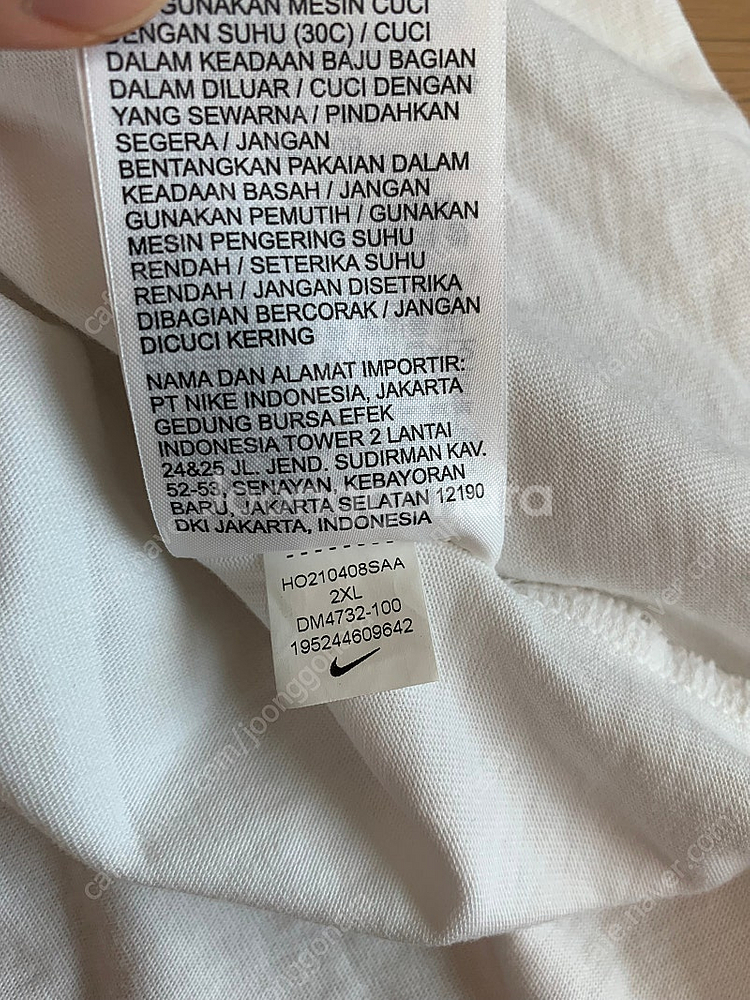 GUNAKAN MESIN CUCI
DENGAN SUHU (30C) / CUCI
DALAM KEADAAN BAJU BAGIAN
DALAM DILUAR / CUCI DENGAN
YANG SEWARNA / PINDAHKAN
SEGERA / JANGAN
BENTANGKAN PAKAIAN DALAM
KEADAAN BASAH / JANGAN
GUNAKAN PEMUTIH / GUNAKAN
MESIN PENGERING SUHU
RENDAH / SETERIKA SUHU
RENDAH / JANGAN DISETRIKA
DIBAGIAN BERCORAK / JANGAN
DICUCI KERING
NAMA DAN ALAMAT IMPORTIR:
PT NIKE INDONESIA, JAKARTA
GEDUNG BURSA EFEK
INDONESIA TOWER 2 LANTAI
24&25 JL. JEND. SUDIRMAN KAV.
52-53, SENAYAN, KEBAYORAN
BARU, JAKARTA SELATAN 12190
DKI JAKARTA, INDONESIA
HO210408SAA
2XL
DM4732-100
195244609642